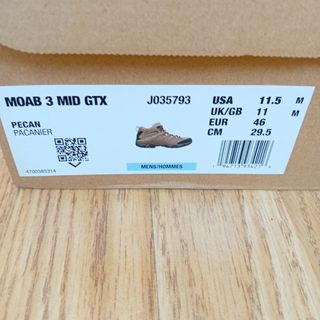 MOAB 3 MID GTX
J035793
PECAN
PACANIER
4700585314
MENS/HOMMES
USA 11.5 M
UK/GB 11 M
EUR 46
CM 29.5